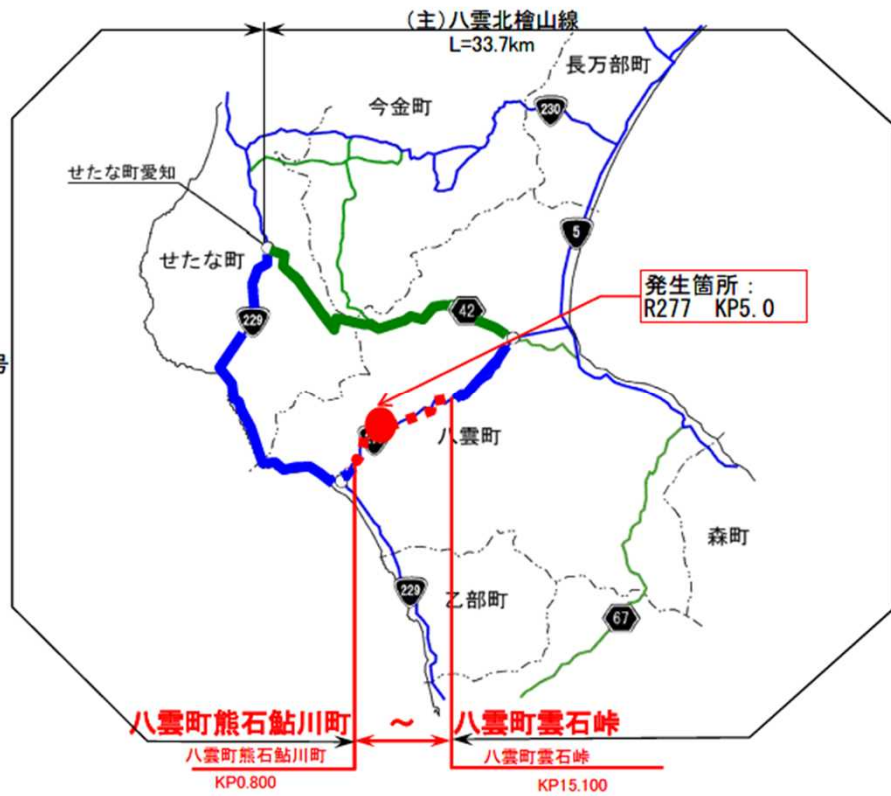 (主)八雲北檜山線
L=33.7km
長万部町
今金町
230
せたな町愛知
5
せたな町
発生箇所:
R277 KP5.0
42
229
号
八雲町
森町
229
乙部町
67
八雲町熊石鮎川町 ~ 八雲町雲石峠
八雲町熊石鮎川町
八雲町雲石峠
KP0.800
KP15.100